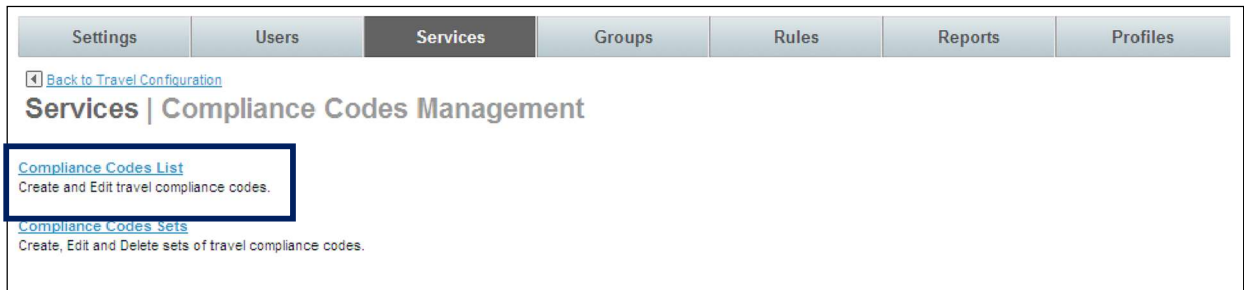 Settings Users Services Groups Rules Reports Profiles
Back to Travel Configuration
Services | Compliance Codes Management
Compliance Codes List
Create and Edit travel compliance codes.
Compliance Codes Sets
Create, Edit and Delete sets of travel compliance codes.